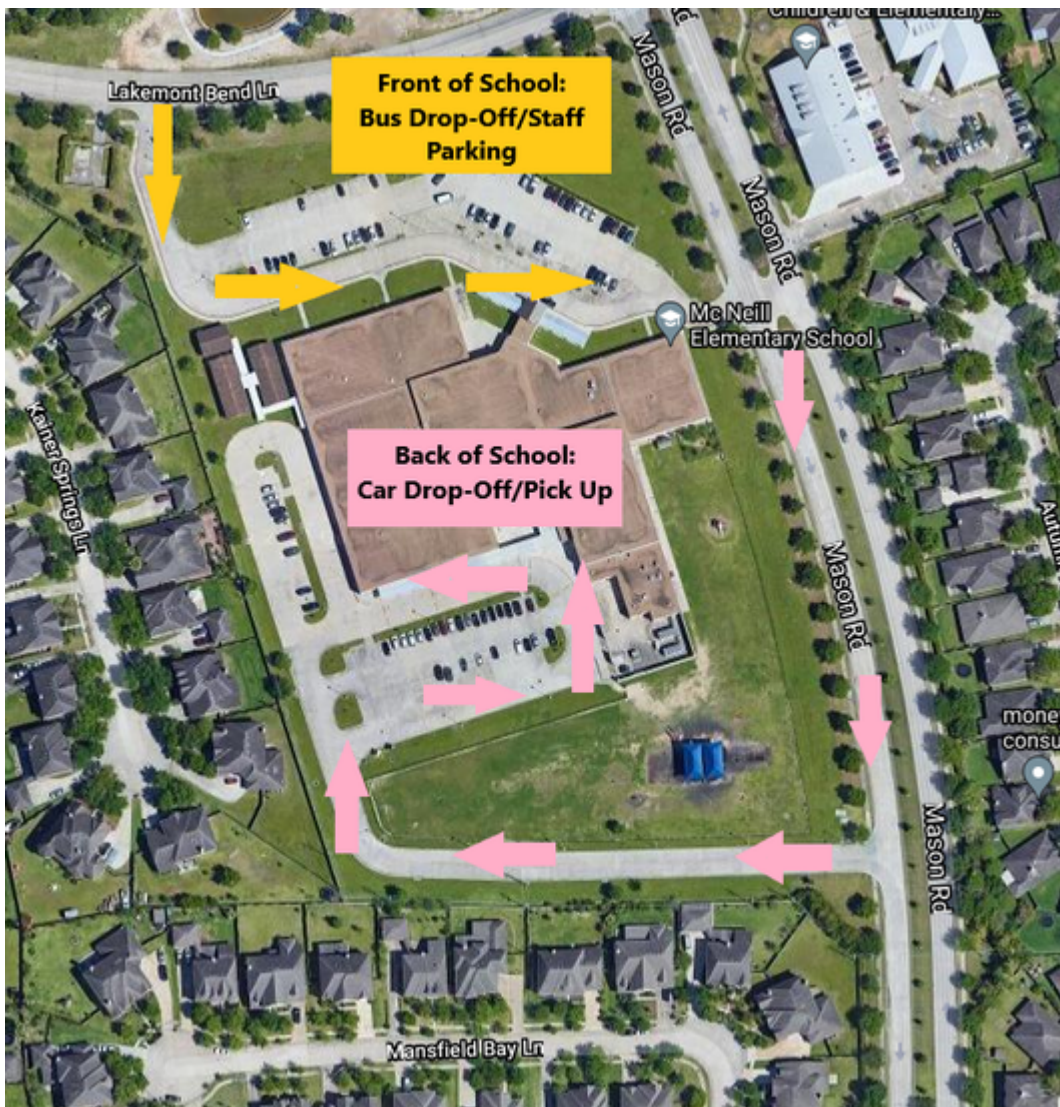 Children & Elementary...
Lakemont Bend Ln
Front of School:
Bus Drop-Off/Staff
Parking
Mason Rd
Mason Rd
Mc Neill
Elementary School
Kainer Springs Ln
Back of School:
Car Drop-Off/Pick Up
Mason Rd
Mason Rd
Mansfield Bay Ln